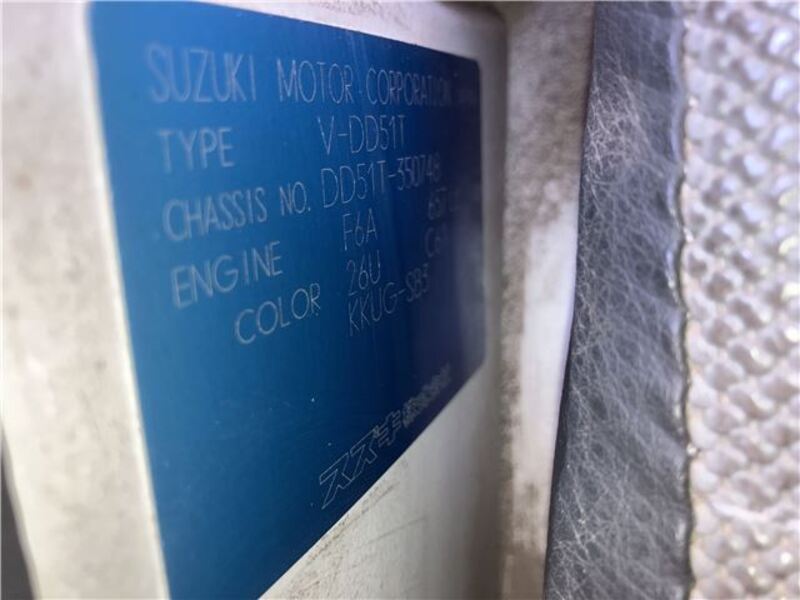 SUZUKI MOTOR CORPORATION
TYPE V-DD51T
CHASSIS NO. DD51T-350748
ENGINE F6A
COLOR 26U
KKUG-SB3
スズキ